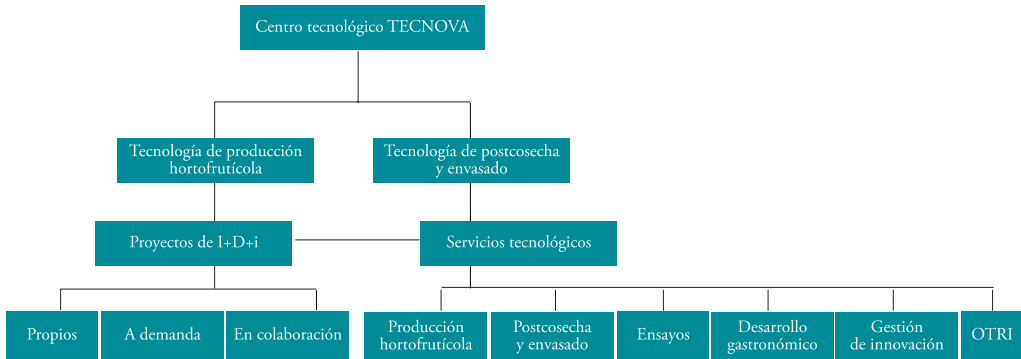 Centro tecnológico TECNOVA
Tecnología de producción
hortofrutícola
Tecnología de postcosecha
y envasado
Proyectos de I+D+i
Servicios tecnológicos
Propios
A demanda
En colaboración
Producción
hortofrutícola
Postcosecha
y envasado
Ensayos
Desarrollo
gastronómico
Gestión
de innovación
OTRI